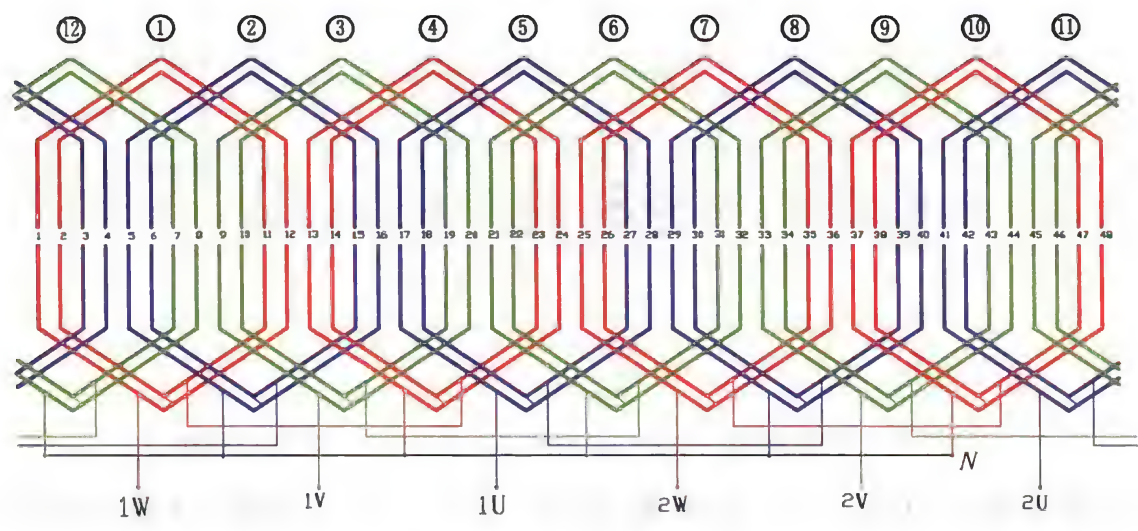 ⑫ ① ② ③ ④ ⑤ ⑥ ⑦ ⑧ ⑨ ⑩ ⑪
1 2 3 4 5 6 7 8 9 10 11 12 13 14 15 16 17 18 19 20 21 22 23 24 25 26 27 28 29 30 31 32 33 34 35 36 37 38 39 40 41 42 43 44 45 46 47 48
N
1W 1V 1U 2W 2V 2U